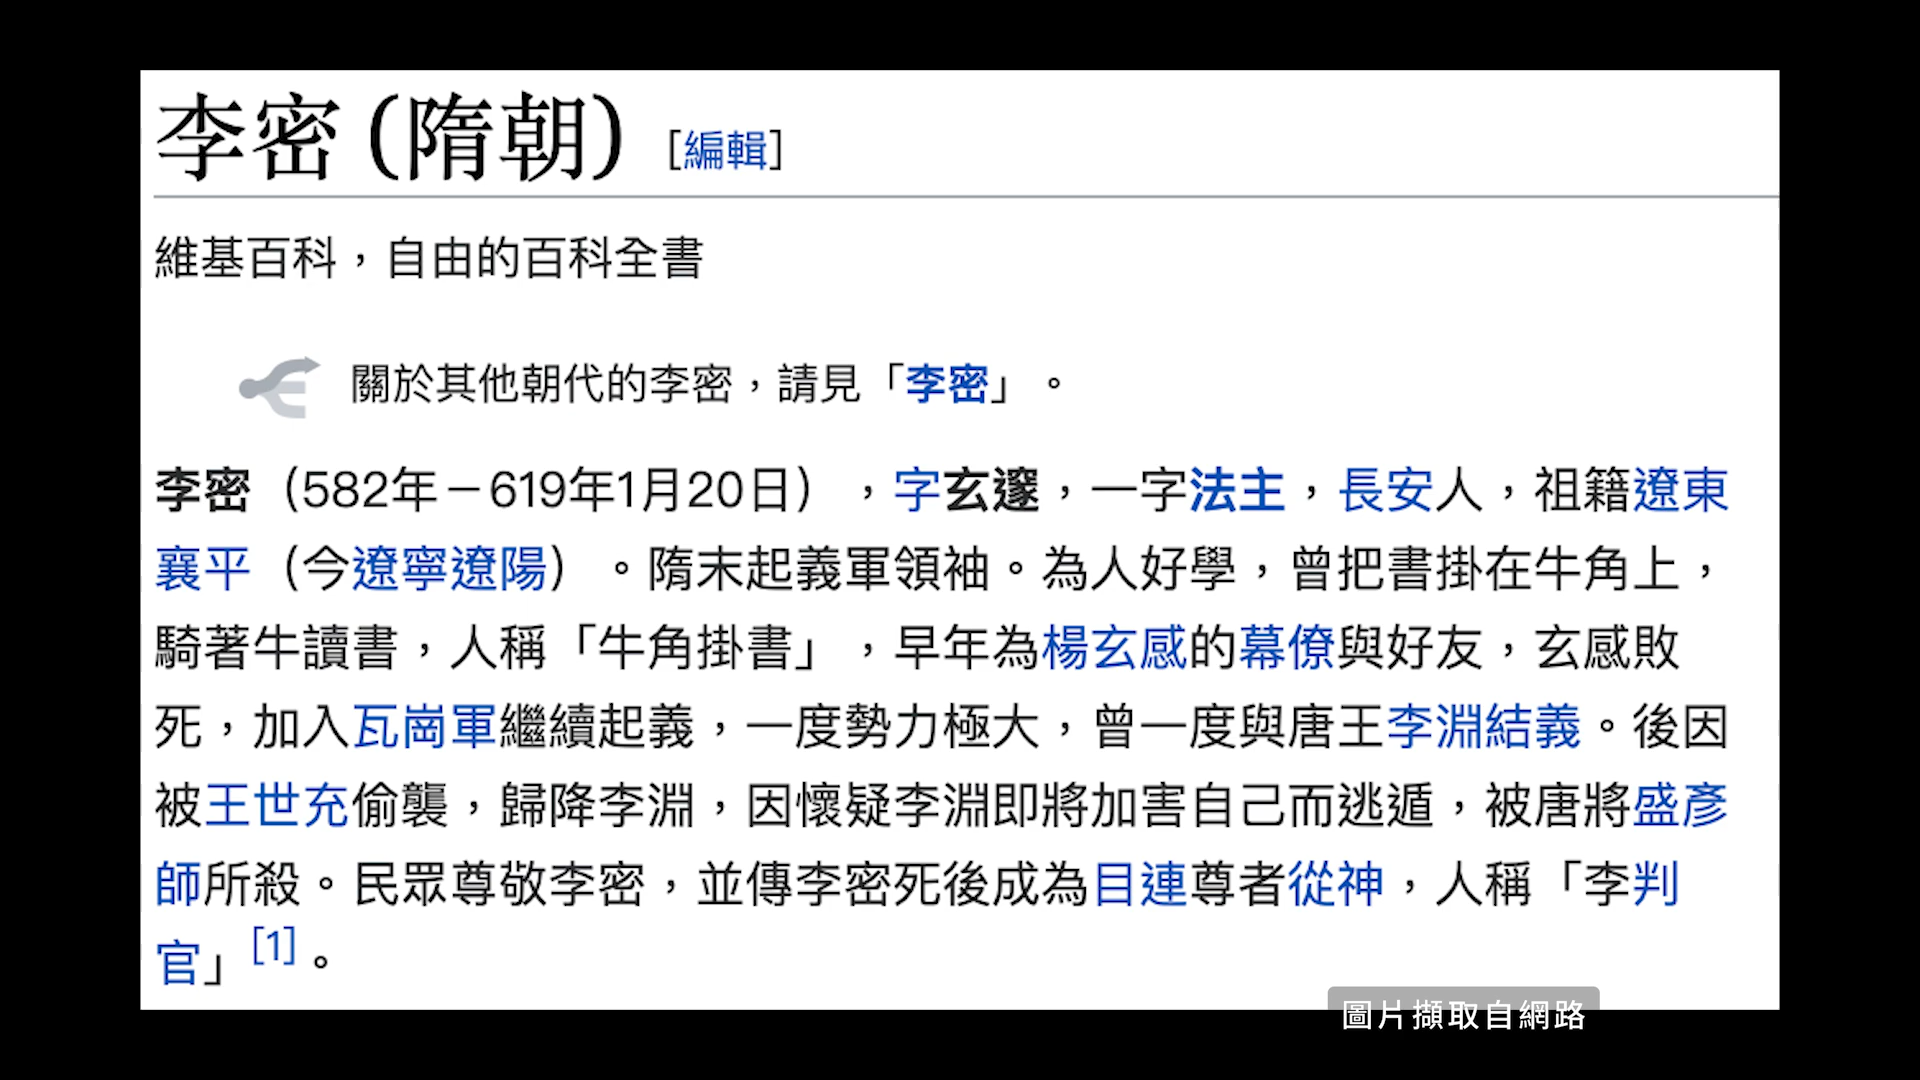 李密 (隋朝) [編輯]
維基百科，自由的百科全書
關於其他朝代的李密，請見「李密」。
李密（582年－619年1月20日），字玄邃，一字法主，長安人，祖籍遼東
襄平（今遼寧遼陽）。隋末起義軍領袖。為人好學，曾把書掛在牛角上，
騎著牛讀書，人稱「牛角掛書」，早年為楊玄感的幕僚與好友，玄感敗
死，加入瓦崗軍繼續起義，一度勢力極大，曾一度與唐王李淵結義。後因
被王世充偷襲，歸降李淵，因懷疑李淵即將加害自己而逃遁，被唐將盛彥
師所殺。民眾尊敬李密，並傳李密死後成為目連尊者從神，人稱「李判
官」[1]。
圖片擷取自網路